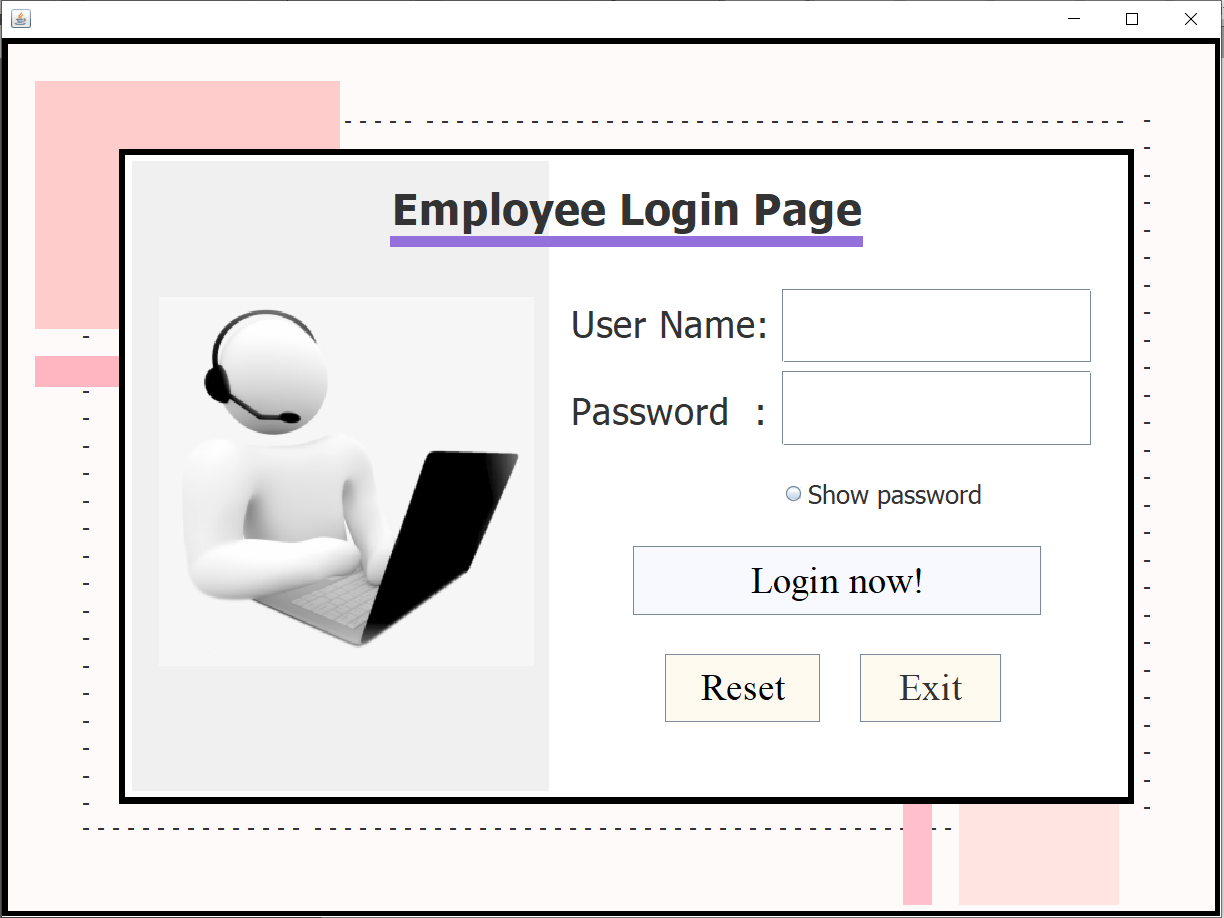 Employee Login Page
User Name:
Password :
Show password
Login now!
Reset Exit